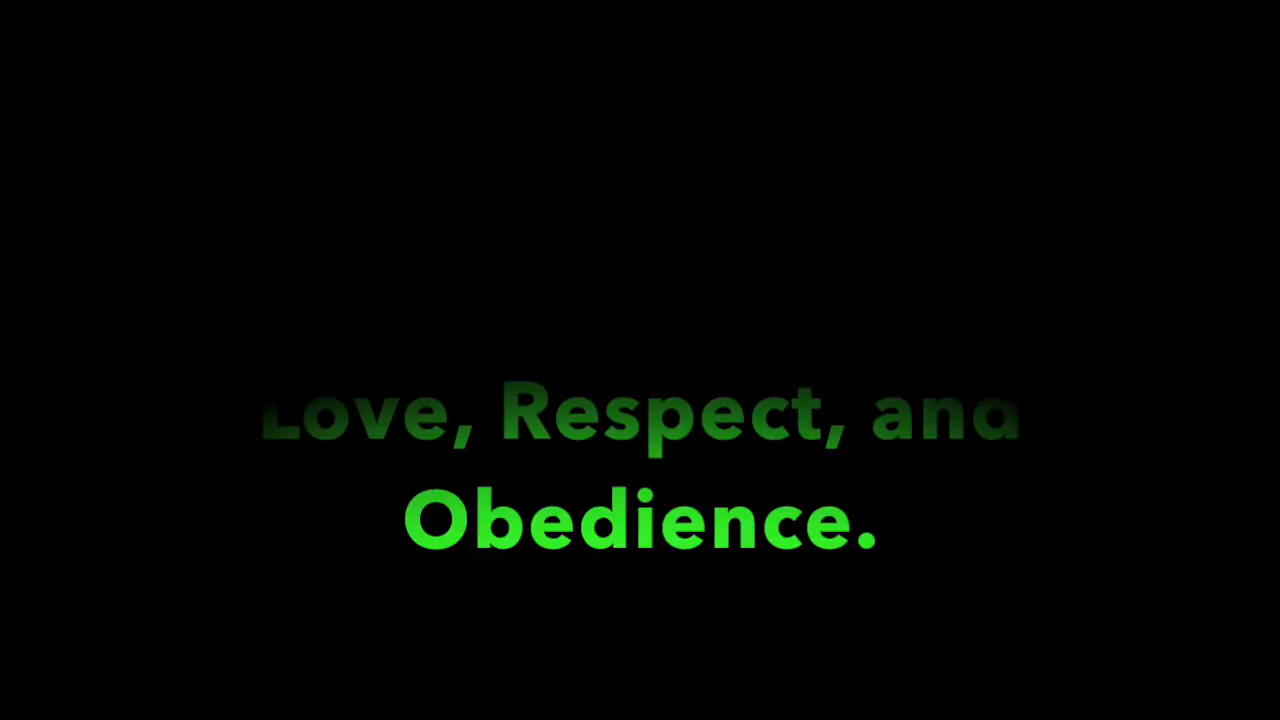 Love, Respect, and
Obedience.